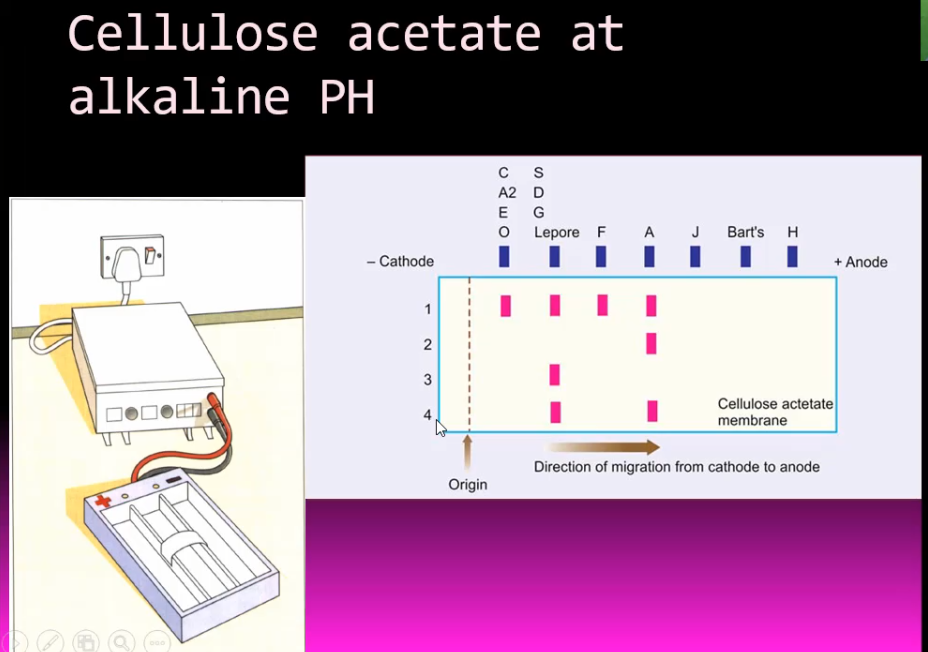 Cellulose acetate at
alkaline PH
C S
A2 D
E G
O Lepore F A J Bart's H
– Cathode + Anode
1
2
3
4
Cellulose actetate
membrane
Direction of migration from cathode to anode
Origin